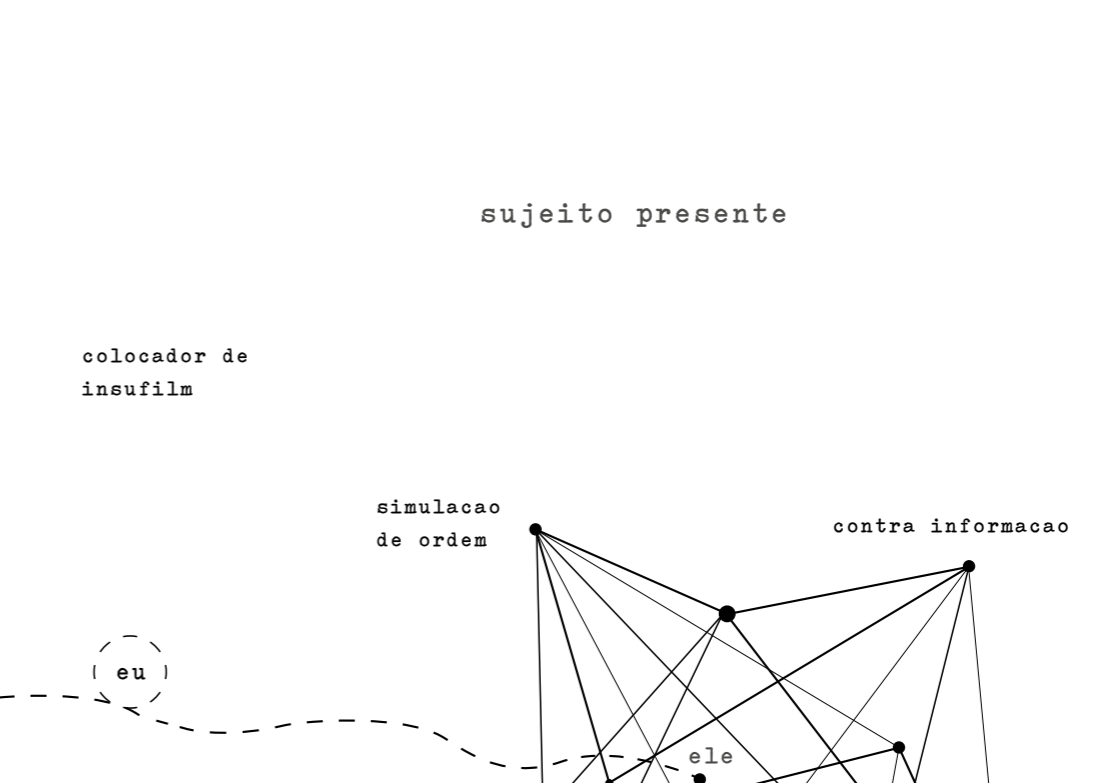 sujeito presente
colocador de
insufilm
simulacao
de ordem
contra informacao
eu
ele